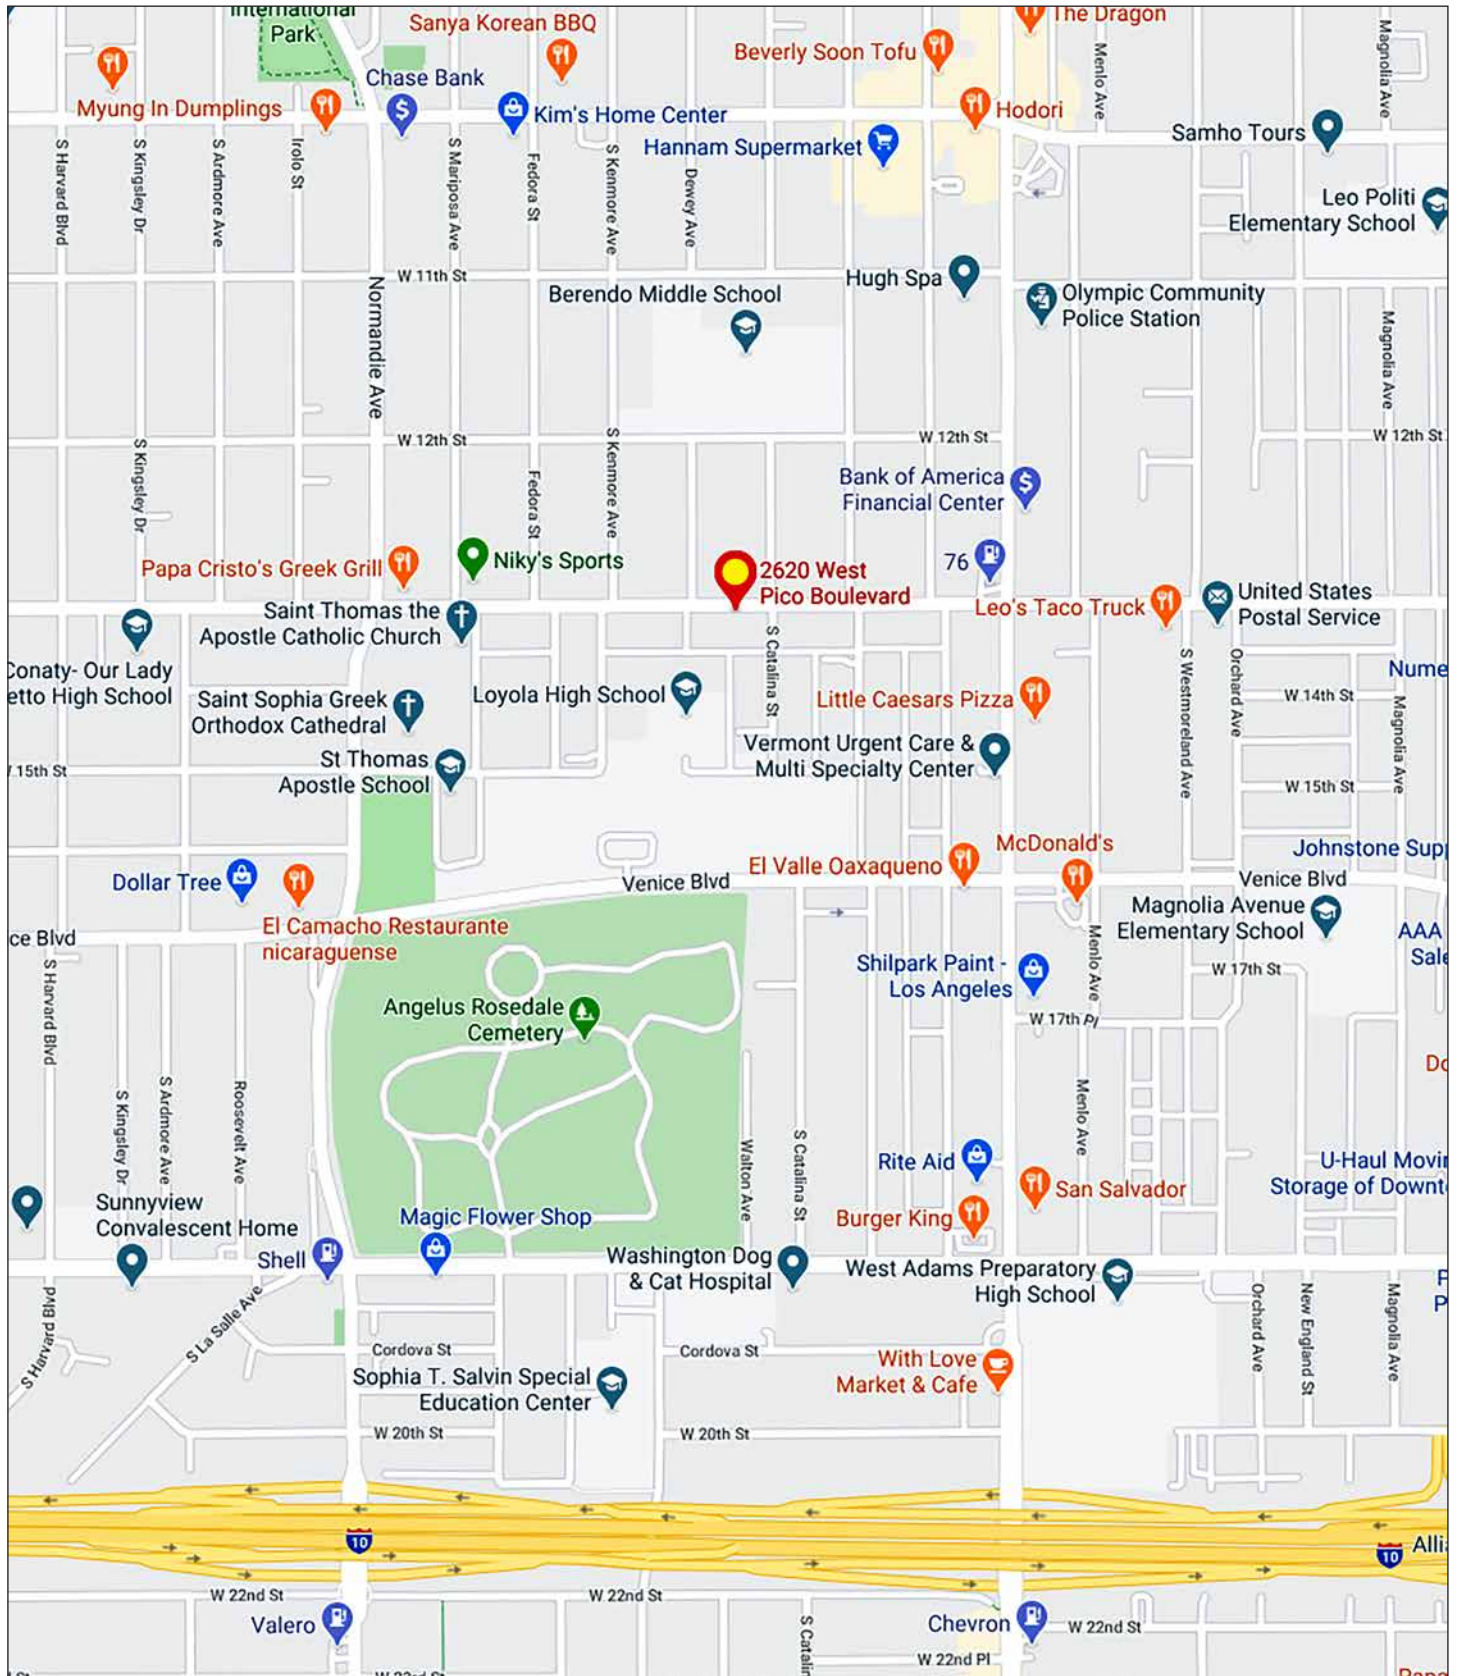 International
Park
Sanya Korean BBQ
The Dragon
Beverly Soon Tofu
Chase Bank
Myung In Dumplings
Kim's Home Center
Hodori
Menlo Ave
Magnolia Ave
Samho Tours
Hannam Supermarket
S Harvard Blvd
S Kingsley Dr
S Ardmore Ave
Irolo St
S Mariposa Ave
Fedora St
S Kenmore Ave
Dewey Ave
Leo Politi
Elementary School
W 11th St
Hugh Spa
Berendo Middle School
Olympic Community
Police Station
Normandie Ave
Magnolia Ave
W 12th St
W 12th St
W 12th St
S Kingsley Dr
Fedora St
S Kenmore Ave
Bank of America
Financial Center
Papa Cristo's Greek Grill
Niky's Sports
76
2620 West
Pico Boulevard
United States
Postal Service
Leo's Taco Truck
Saint Thomas the
Apostle Catholic Church
S Catalina St
S Westmoreland Ave
Orchard Ave
Conaty- Our Lady
etto High School
Saint Sophia Greek
Orthodox Cathedral
Loyola High School
Little Caesars Pizza
W 14th St
Nume
Magnolia Ave
Vermont Urgent Care &
Multi Specialty Center
15th St
St Thomas
Apostle School
W 15th St
McDonald's
Johnstone Sup
El Valle Oaxaqueno
Dollar Tree
Venice Blvd
Venice Blvd
El Camacho Restaurante
nicaraguense
Magnolia Avenue
Elementary School
ce Blvd
AAA
Sale
S Harvard Blvd
Menlo Ave
Shilpark Paint -
Los Angeles
W 17th St
Angelus Rosedale
Cemetery
W 17th Pl
Do
S Kingsley Dr
S Ardmore Ave
Roosevelt Ave
Menlo Ave
Walton Ave
S Catalina St
Rite Aid
U-Haul Movin
Storage of Downt
San Salvador
Sunnyview
Convalescent Home
Magic Flower Shop
Burger King
Shell
Washington Dog
& Cat Hospital
West Adams Preparatory
High School
P
P
S Harvard Blvd
S La Salle Ave
Orchard Ave
New England St
Magnolia Ave
Cordova St
Cordova St
With Love
Market & Cafe
Sophia T. Salvin Special
Education Center
W 20th St
W 20th St
10
10
Alli
W 22nd St
W 22nd St
Valero
S Catalin
Chevron
W 22nd St
W 22nd Pl